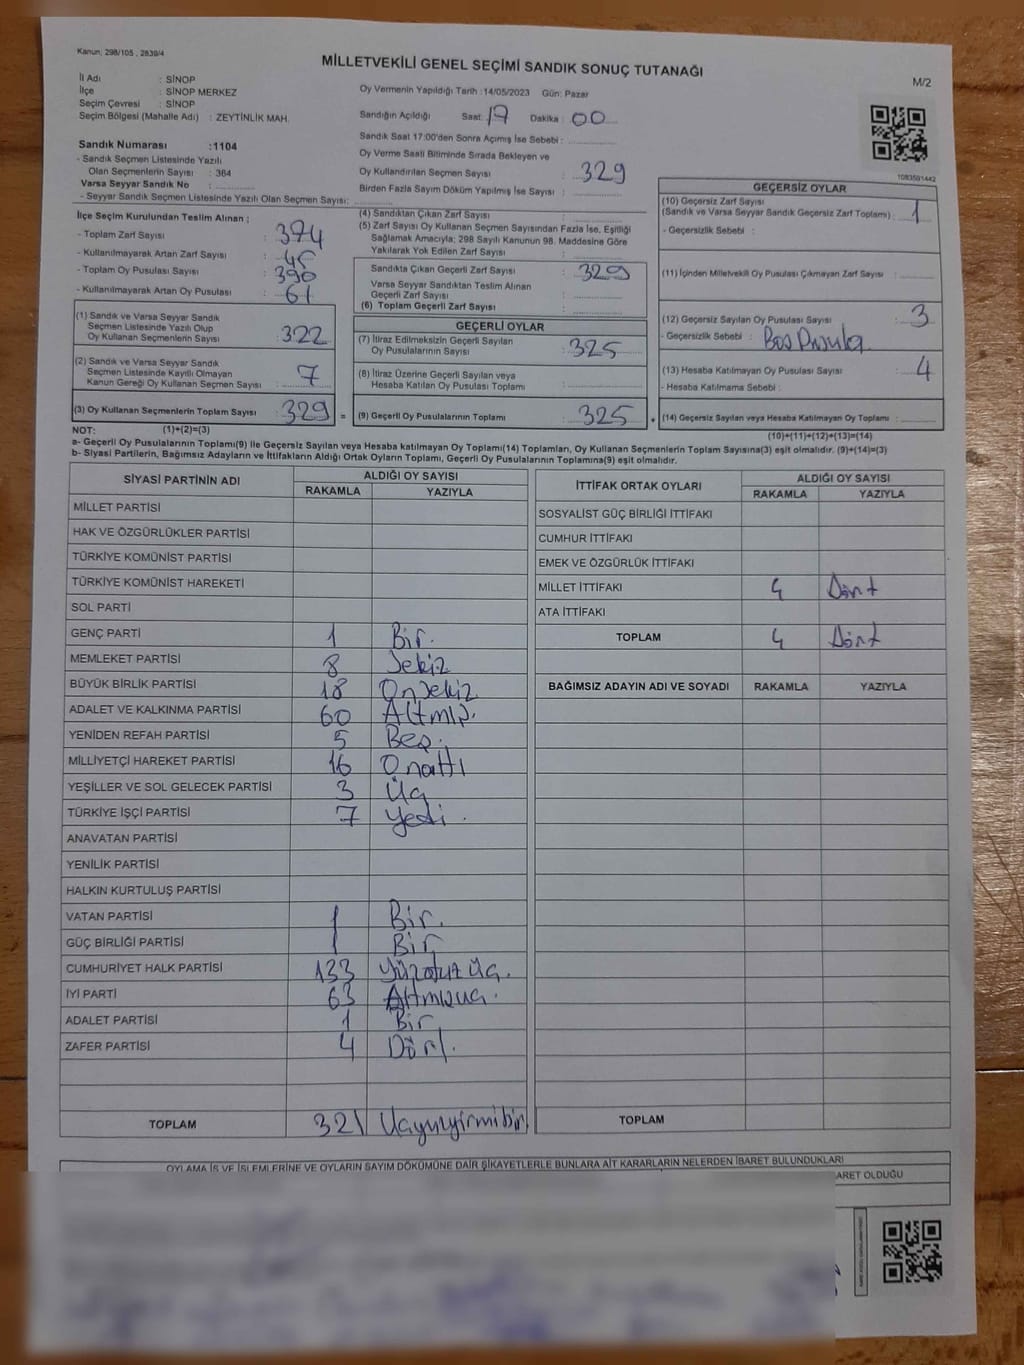 Kanun: 298/105 , 2839/4
MİLLETVEKİLİ GENEL SEÇİMİ SANDIK SONUÇ TUTANAĞI
M/2
İl Adı : SİNOP
İlçe : SİNOP MERKEZ
Seçim Çevresi : SİNOP
Seçim Bölgesi (Mahalle Adı) : ZEYTİNLİK MAH.
Sandık Numarası :1104
- Sandık Seçmen Listesinde Yazılı
Olan Seçmenlerin Sayısı : 384
Varsa Seyyar Sandık No :
- Seyyar Sandık Seçmen Listesinde Yazılı Olan Seçmen Sayısı:
İlçe Seçim Kurulundan Teslim Alınan ;
- Toplam Zarf Sayısı : 374
- Kullanılmayarak Artan Zarf Sayısı : 45
- Toplam Oy Pusulası Sayısı : 390
- Kullanılmayarak Artan Oy Pusulası : 61
(1) Sandık ve Varsa Seyyar Sandık
Seçmen Listesinde Yazılı Olup
Oy Kullanan Seçmenlerin Sayısı : 322
(2) Sandık ve Varsa Seyyar Sandık
Seçmen Listesinde Kayıtlı Olmayan
Kanun Gereği Oy Kullanan Seçmen Sayısı : 7
(3) Oy Kullanan Seçmenlerin Toplam Sayısı : 329 =
Oy Vermenin Yapıldığı Tarih :14/05/2023 Gün: Pazar
Sandığın Açıldığı Saat: 17 Dakika : 00
Sandık Saat 17:00'den Sonra Açımış İse Sebebi :
Oy Verme Saati Bitiminde Sırada Bekleyen ve
Oy Kullandırılan Seçmen Sayısı : 329
Birden Fazla Sayım Döküm Yapılmış İse Sayısı :
(4) Sandıktan Çıkan Zarf Sayısı :
(5) Zarf Sayısı Oy Kullanan Seçmen Sayısından Fazla İse, Eşitliği
Sağlamak Amacıyla; 298 Sayılı Kanunun 98. Maddesine Göre
Yakılarak Yok Edilen Zarf Sayısı :
Sandıkta Çıkan Geçerli Zarf Sayısı : 329
Varsa Seyyar Sandıktan Teslim Alınan
Geçerli Zarf Sayısı :
(6) Toplam Geçerli Zarf Sayısı :
GEÇERLİ OYLAR
(7) İtiraz Edilmeksizin Geçerli Sayılan
Oy Pusulalarının Sayısı : 325
(8) İtiraz Üzerine Geçerli Sayılan veya
Hesaba Katılan Oy Pusulası Toplamı :
(9) Geçerli Oy Pusulalarının Toplamı : 325 +
1083501442
GEÇERSİZ OYLAR
(10) Geçersiz Zarf Sayısı
(Sandık ve Varsa Seyyar Sandık Geçersiz Zarf Toplamı) : 1
- Geçersizlik Sebebi :
(11) İçinden Milletvekili Oy Pusulası Çıkmayan Zarf Sayısı :
(12) Geçersiz Sayılan Oy Pusulası Sayısı : 3
- Geçersizlik Sebebi : Boş Pusula
(13) Hesaba Katılmayan Oy Pusulası Sayısı : 4
- Hesaba Katılmama Sebebi :
(14) Geçersiz Sayılan veya Hesaba Katılmayan Oy Toplamı :
NOT: (1)+(2)=(3) (10)+(11)+(12)+(13)=(14)
a- Geçerli Oy Pusulalarının Toplamı(9) ile Geçersiz Sayılan veya Hesaba katılmayan Oy Toplamı(14) Toplamları, Oy Kullanan Seçmenlerin Toplam Sayısına(3) eşit olmalıdır. (9)+(14)=(3)
b- Siyasi Partilerin, Bağımsız Adayların ve İttifakların Aldığı Ortak Oyların Toplamı, Geçerli Oy Pusulalarının Toplamına(9) eşit olmalıdır.
SİYASİ PARTİNİN ADI ALDIĞI OY SAYISI
RAKAMLA YAZIYLA
MİLLET PARTİSİ
HAK VE ÖZGÜRLÜKLER PARTİSİ
TÜRKİYE KOMÜNİST PARTİSİ
TÜRKİYE KOMÜNİST HAREKETİ
SOL PARTİ
GENÇ PARTİ 1 Bir.
MEMLEKET PARTİSİ 8 Sekiz
BÜYÜK BİRLİK PARTİSİ 18 Onsekiz
ADALET VE KALKINMA PARTİSİ 60 Altmış.
YENİDEN REFAH PARTİSİ 5 Beş.
MİLLİYETÇİ HAREKET PARTİSİ 16 Onaltı
YEŞİLLER VE SOL GELECEK PARTİSİ 3 Üç
TÜRKİYE İŞÇİ PARTİSİ 7 Yedi.
ANAVATAN PARTİSİ
YENİLİK PARTİSİ
HALKIN KURTULUŞ PARTİSİ
VATAN PARTİSİ 1 Bir.
GÜÇ BİRLİĞİ PARTİSİ 1 Bir
CUMHURİYET HALK PARTİSİ 133 Yüzotuz üç.
İYİ PARTİ 63 Altmışüç.
ADALET PARTİSİ 1 Bir
ZAFER PARTİSİ 4 Dört.
TOPLAM 321 Üçyüzyirmibir
İTTİFAK ORTAK OYLARI ALDIĞI OY SAYISI
RAKAMLA YAZIYLA
SOSYALİST GÜÇ BİRLİĞİ İTTİFAKI
CUMHUR İTTİFAKI
EMEK VE ÖZGÜRLÜK İTTİFAKI
MİLLET İTTİFAKI 4 Dört
ATA İTTİFAKI
TOPLAM 4 Dört
BAĞIMSIZ ADAYIN ADI VE SOYADI RAKAMLA YAZIYLA
TOPLAM
OYLAMA İŞ VE İŞLEMLERİNE VE OYLARIN SAYIM DÖKÜMÜNE DAİR ŞİKAYETLERLE BUNLARA AİT KARARLARIN NELERDEN İBARET BULUNDUKLARI
ARET OLDUĞU